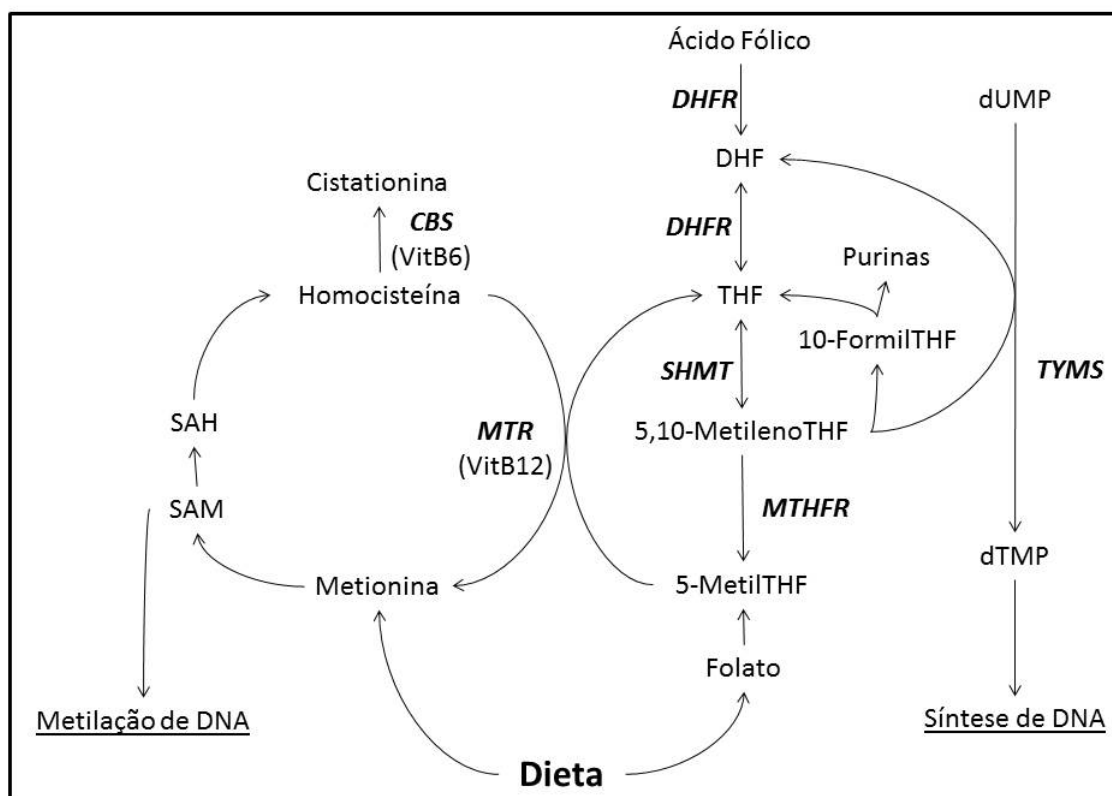 Ácido Fólico
DHFR
dUMP
DHF
Cistationina
CBS
(VitB6)
DHFR
Purinas
Homocisteína
THF
10-FormilTHF
SHMT
TYMS
SAH
MTR
(VitB12)
5,10-MetilenoTHF
SAM
MTHFR
dTMP
Metionina
5-MetilTHF
Folato
Metilação de DNA
Síntese de DNA
Dieta